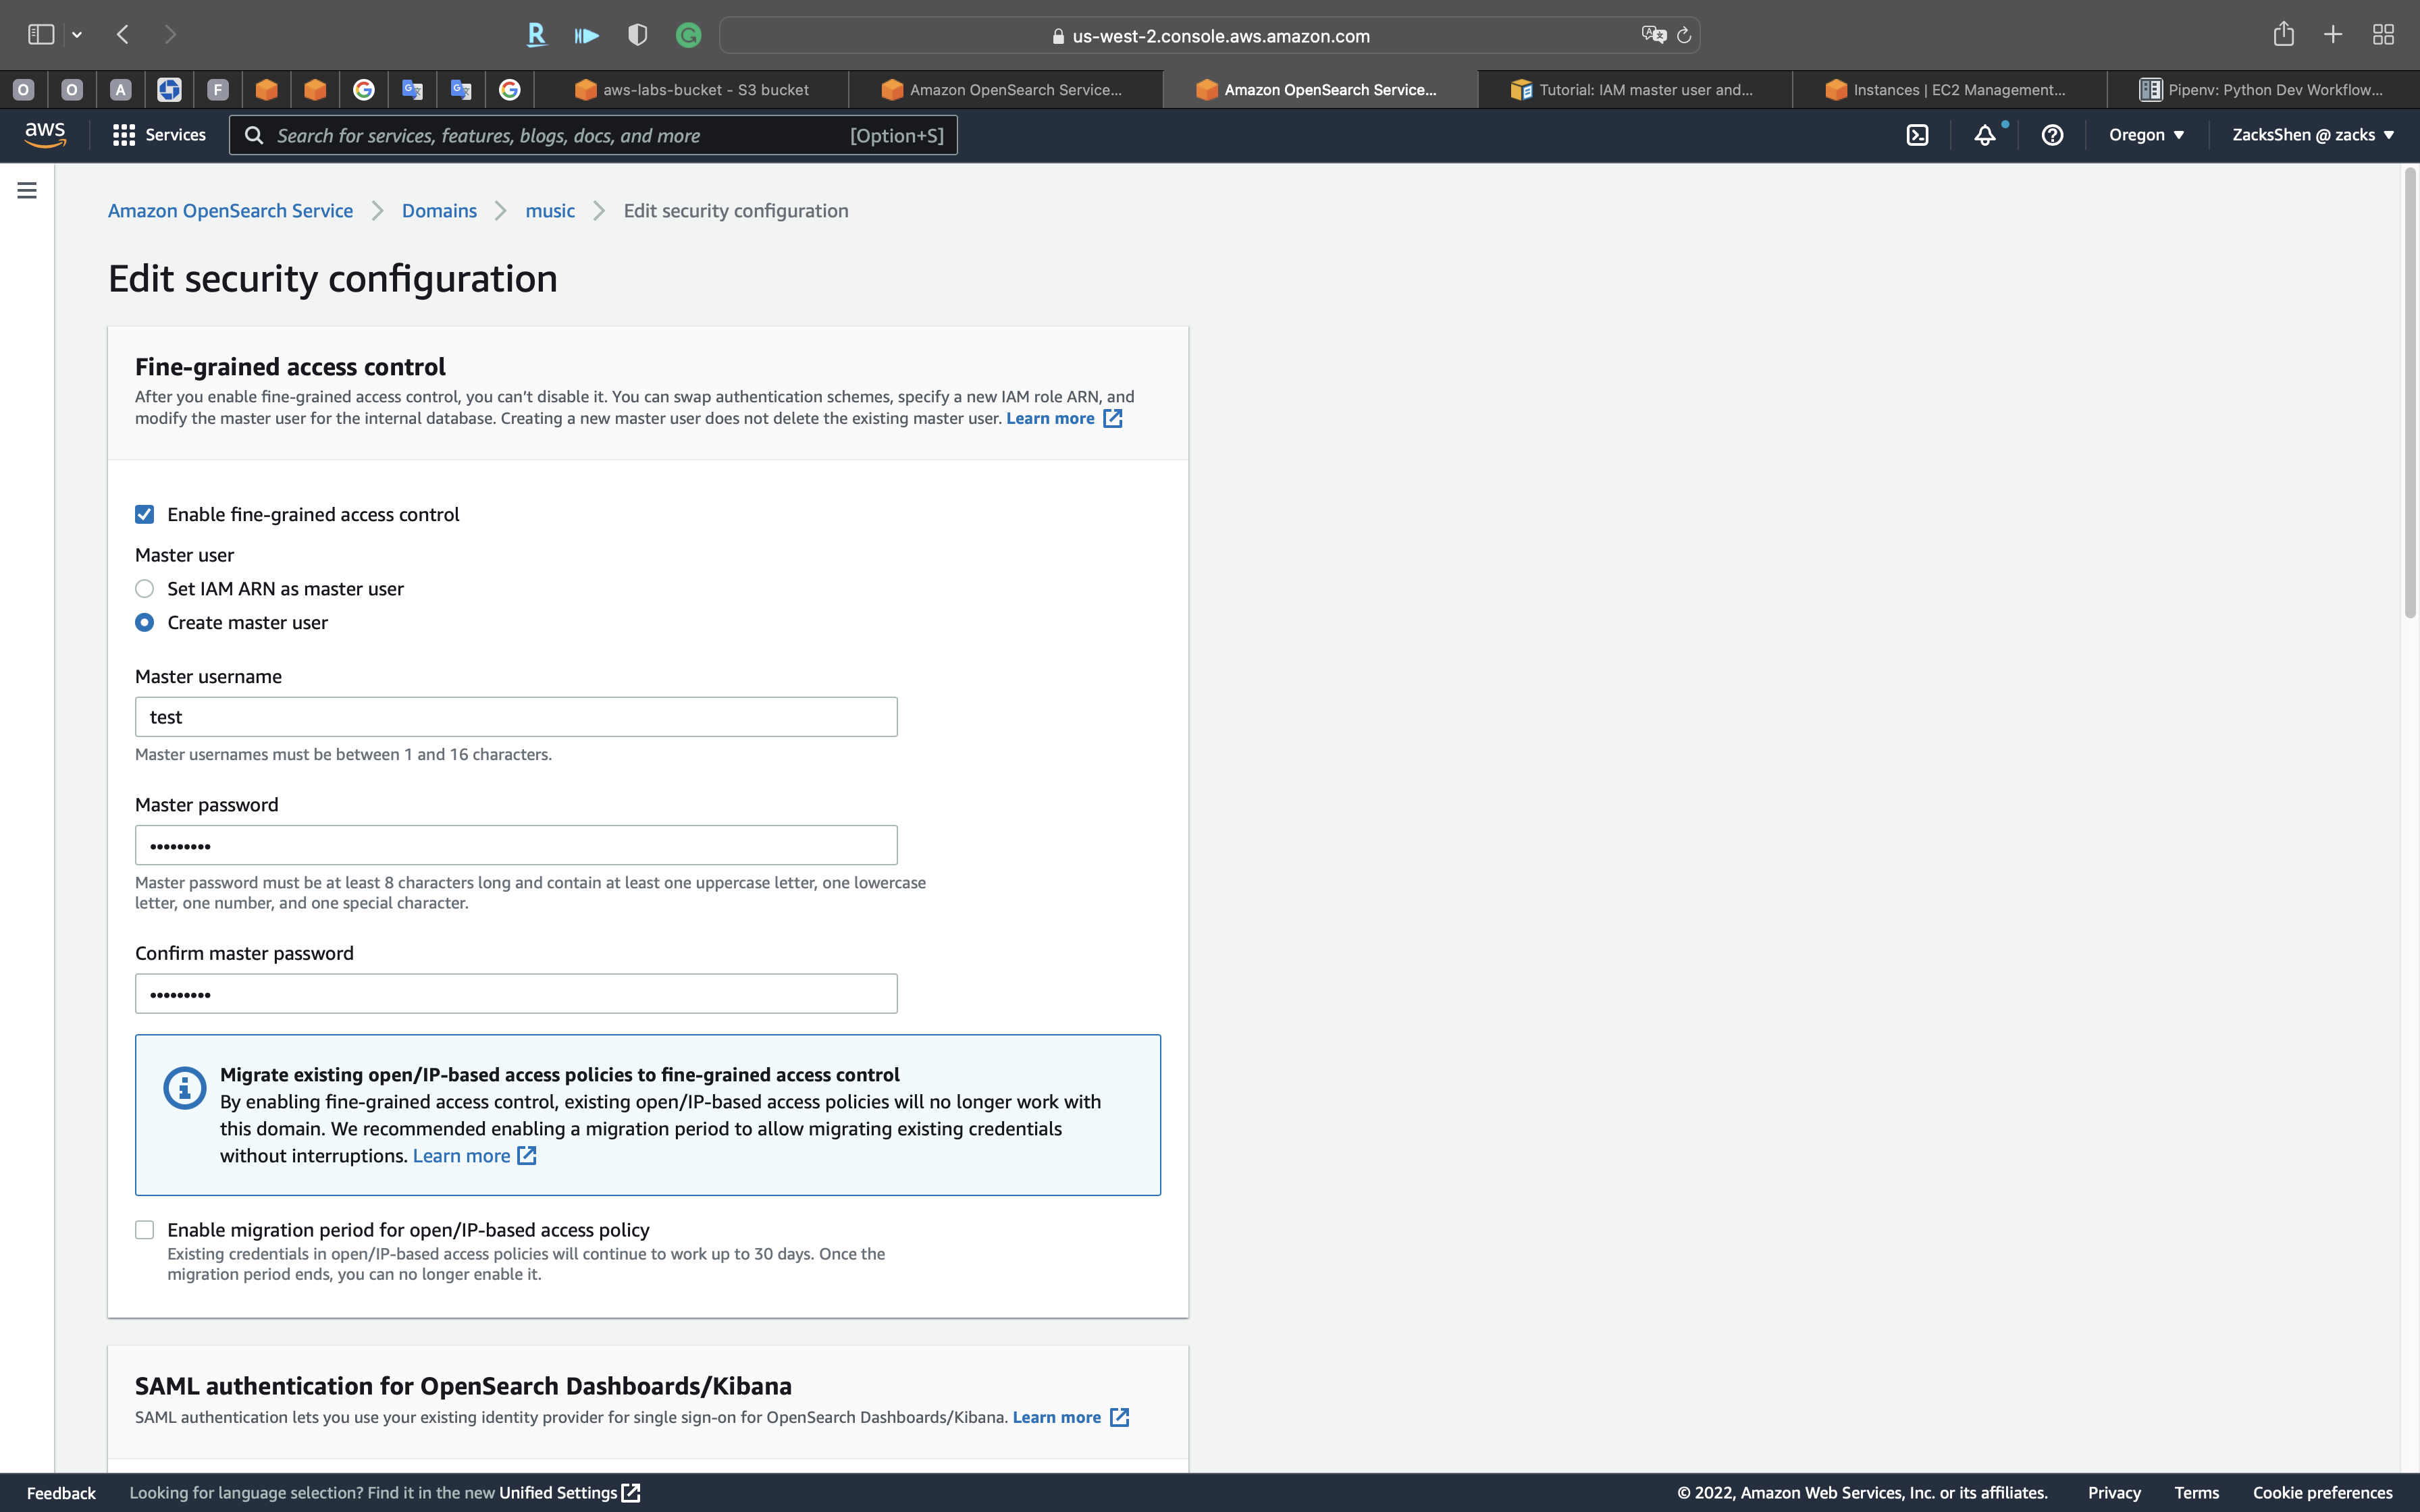 us-west-2.console.aws.amazon.com
O O A F aws-labs-bucket - S3 bucket Amazon OpenSearch Service... Amazon OpenSearch Service... Tutorial: IAM master user and... Instances | EC2 Management... Pipenv: Python Dev Workflow...
aws Services Search for services, features, blogs, docs, and more [Option+S] Oregon ZacksShen @ zacks
Amazon OpenSearch Service Domains music Edit security configuration
Edit security configuration
Fine-grained access control
After you enable fine-grained access control, you can't disable it. You can swap authentication schemes, specify a new IAM role ARN, and
modify the master user for the internal database. Creating a new master user does not delete the existing master user. Learn more
Enable fine-grained access control
Master user
Set IAM ARN as master user
Create master user
Master username
test
Master usernames must be between 1 and 16 characters.
Master password
•••••••••
Master password must be at least 8 characters long and contain at least one uppercase letter, one lowercase
letter, one number, and one special character.
Confirm master password
•••••••••
Migrate existing open/IP-based access policies to fine-grained access control
By enabling fine-grained access control, existing open/IP-based access policies will no longer work with
this domain. We recommended enabling a migration period to allow migrating existing credentials
without interruptions. Learn more
Enable migration period for open/IP-based access policy
Existing credentials in open/IP-based access policies will continue to work up to 30 days. Once the
migration period ends, you can no longer enable it.
SAML authentication for OpenSearch Dashboards/Kibana
SAML authentication lets you use your existing identity provider for single sign-on for OpenSearch Dashboards/Kibana. Learn more
Feedback Looking for language selection? Find it in the new Unified Settings © 2022, Amazon Web Services, Inc. or its affiliates. Privacy Terms Cookie preferences